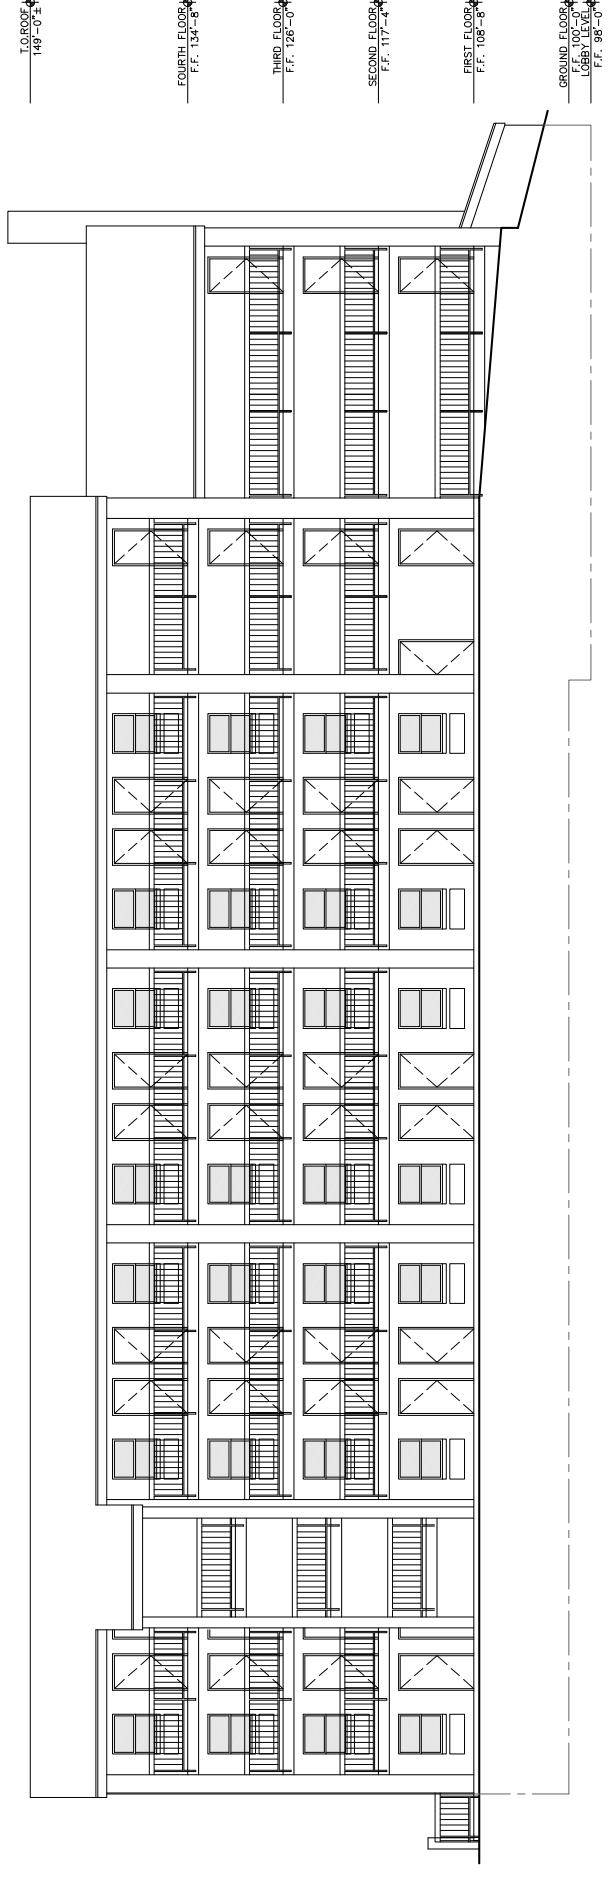 T.O.ROOF
149'-0"±
FOURTH FLOOR
F.F. 134'-8"
THIRD FLOOR
F.F. 126'-0"
SECOND FLOOR
F.F. 117'-4"
FIRST FLOOR
F.F. 108'-8"
GROUND FLOOR
F.F. 100'-0"
LOBBY LEVEL
F.F. 98'-0"